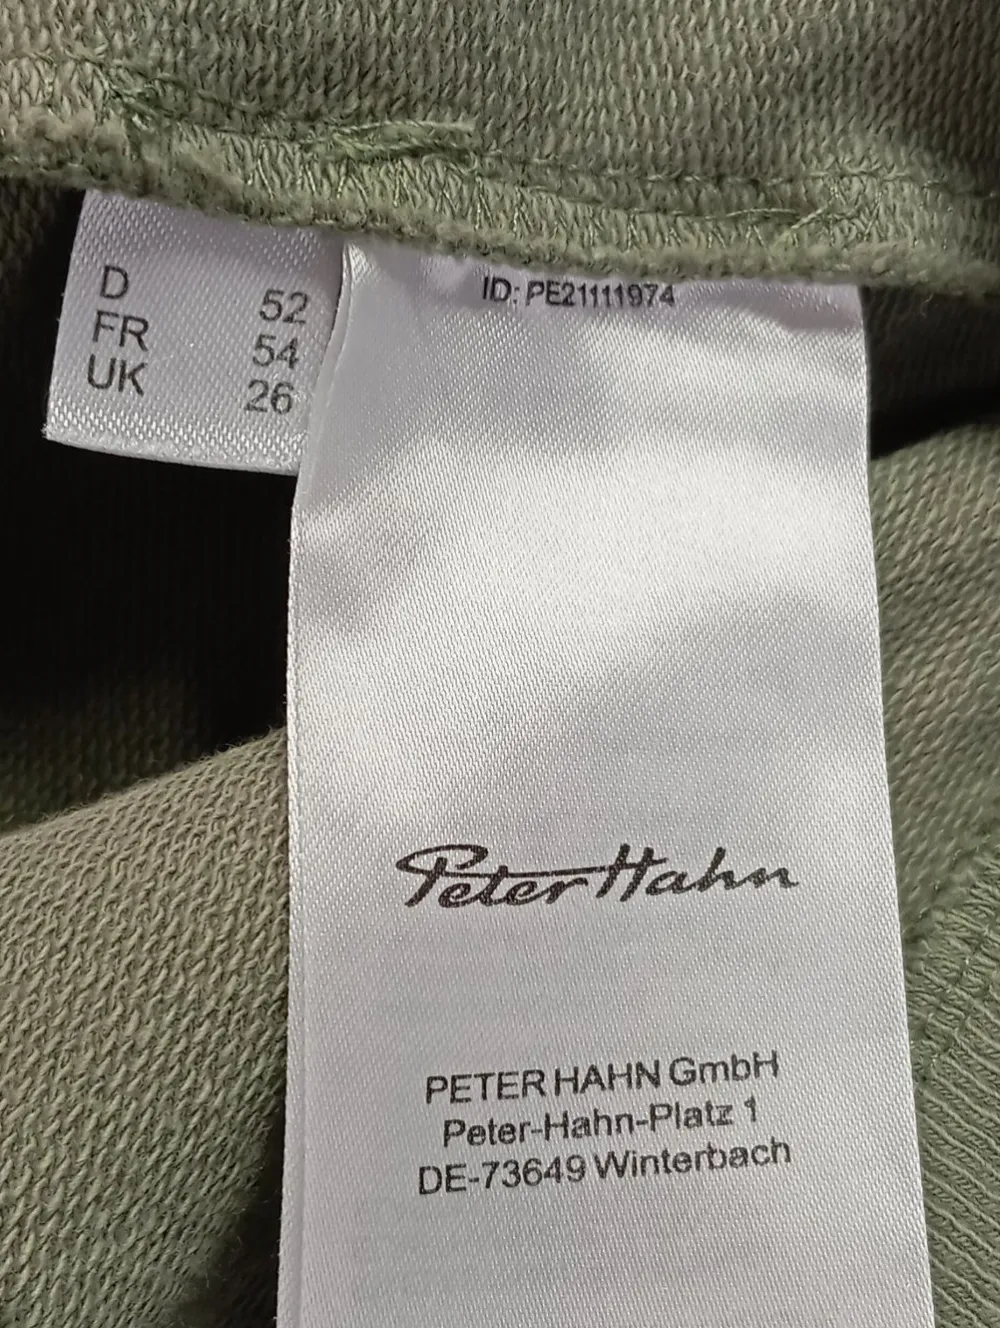 D 52
FR 54
UK 26
ID: PE21111974
Peter Hahn
PETER HAHN GmbH
Peter-Hahn-Platz 1
DE-73649 Winterbach